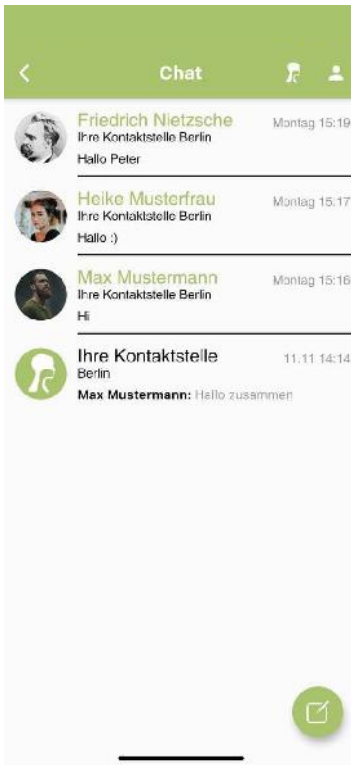 Chat
Friedrich Nietzsche Montag 15:19
Ihre Kontaktstelle Berlin
Hallo Peter
Heike Musterfrau Montag 15:17
Ihre Kontaktstelle Berlin
Hallo :)
Max Mustermann Montag 15:16
Ihre Kontaktstelle Berlin
Hi
Ihre Kontaktstelle 11.11 14:14
Berlin
Max Mustermann: Hallo zusammen